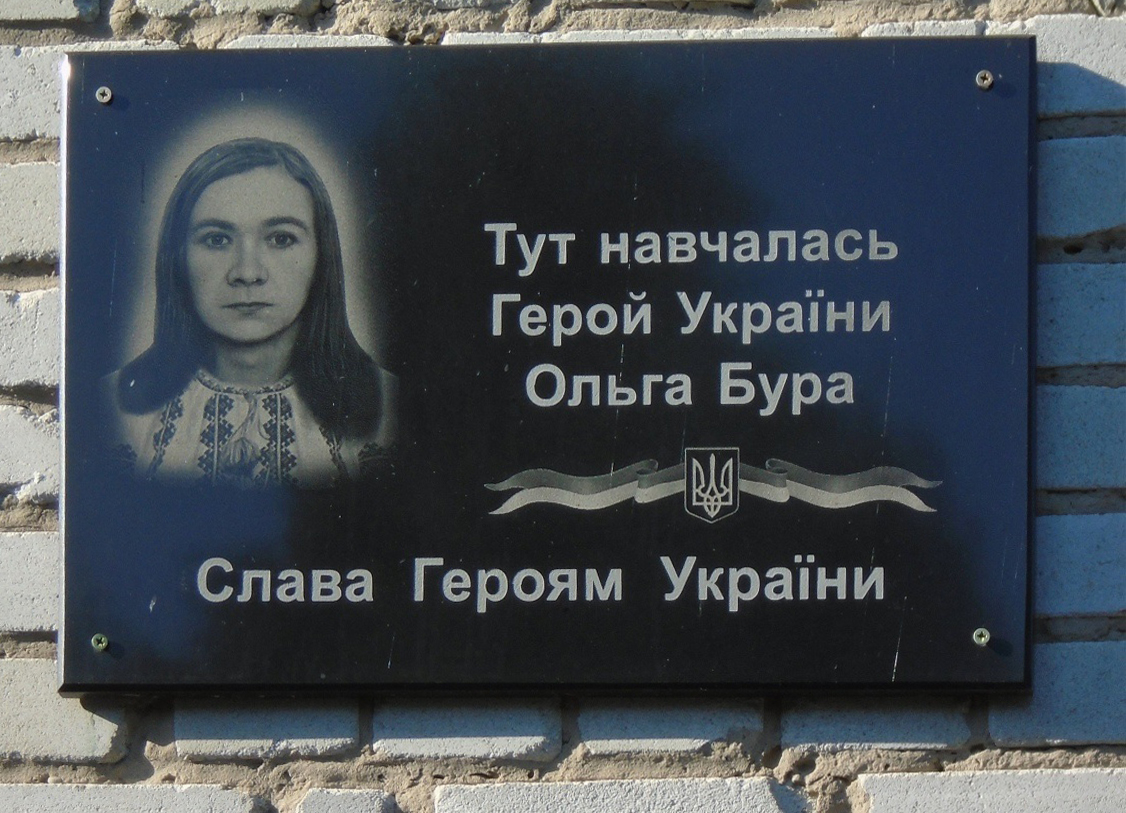 Тут навчалась
Герой України
Ольга Бура
Слава Героям України